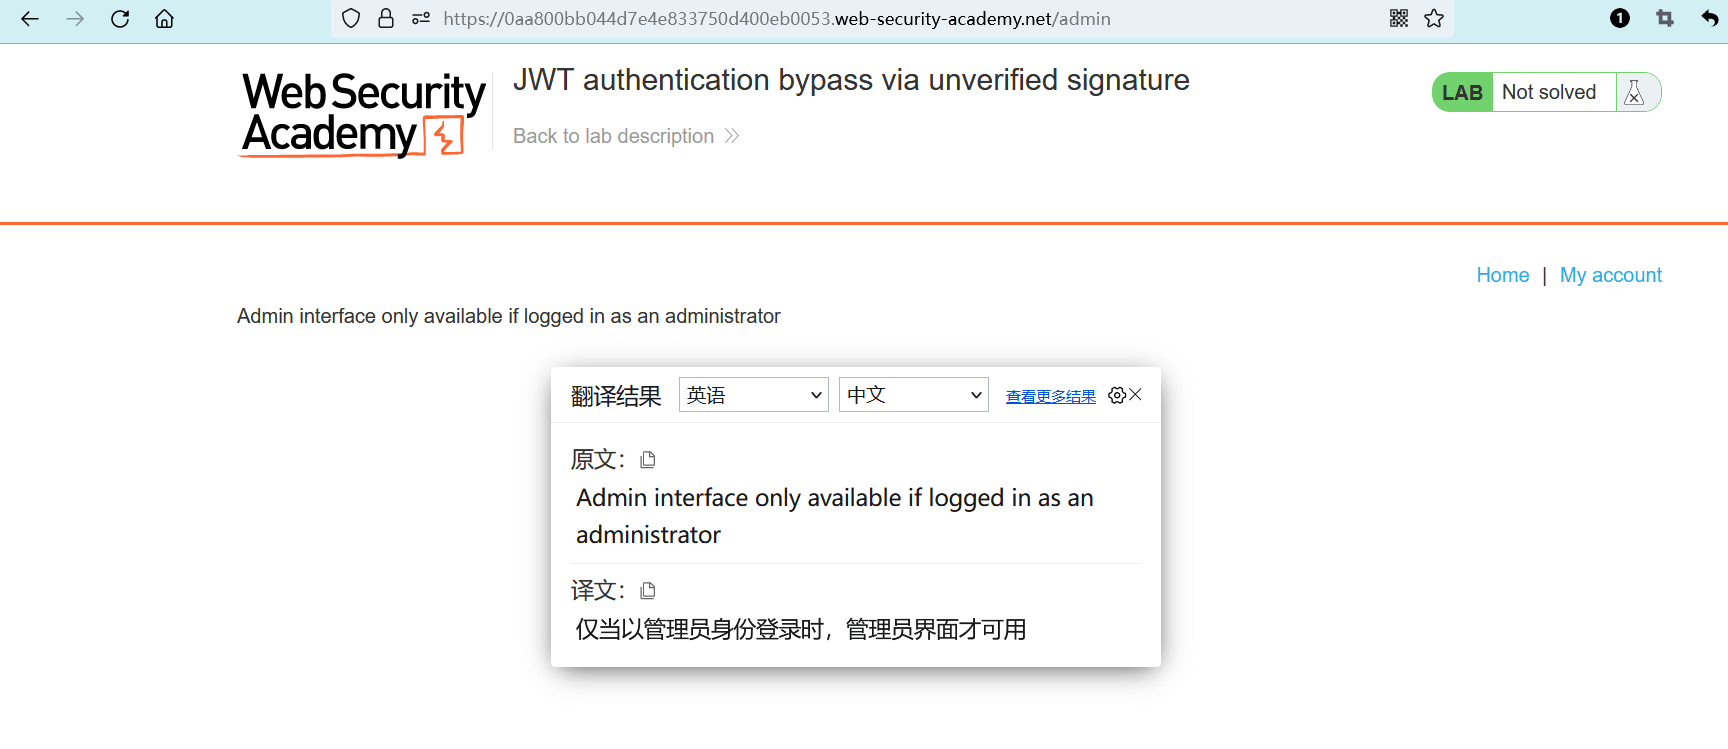 https://0aa800bb044d7e4e833750d400eb0053.web-security-academy.net/admin
1
Web Security
Academy
JWT authentication bypass via unverified signature
Back to lab description
LAB Not solved
Home | My account
Admin interface only available if logged in as an administrator
翻译结果 英语 中文 查看更多结果
原文：
Admin interface only available if logged in as an
administrator
译文：
仅当以管理员身份登录时，管理员界面才可用